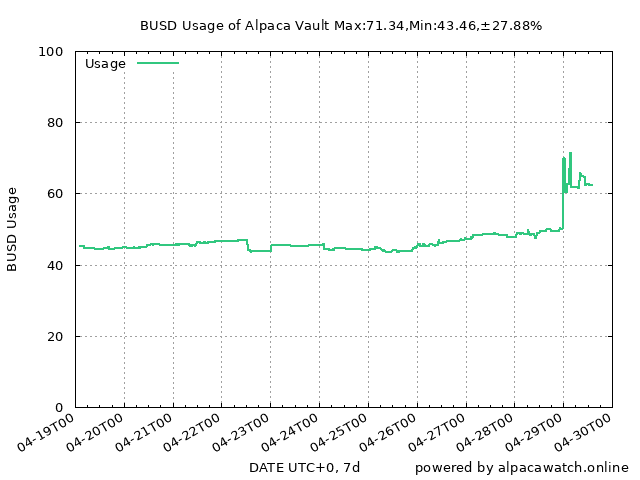 BUSD Usage of Alpaca Vault Max:71.34,Min:43.46,±27.88%
Usage
100
80
60
40
20
0
BUSD Usage
04-19T00
04-20T00
04-21T00
04-22T00
04-23T00
04-24T00
04-25T00
04-26T00
04-27T00
04-28T00
04-29T00
04-30T00
DATE UTC+0, 7d
powered by alpacawatch.online